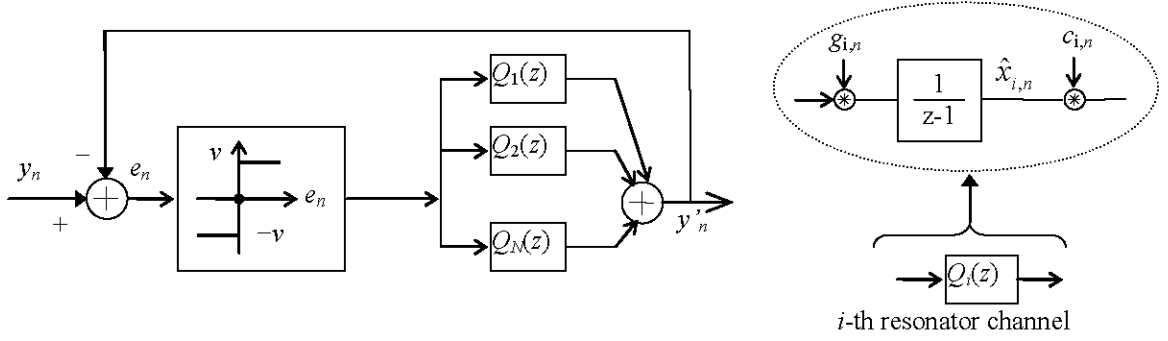 y_n
+
−
+
e_n
v
e_n
−v
Q_1(z)
Q_2(z)
Q_N(z)
+
y'_n
g_{i,n}
*
1
z-1
x̂_{i,n}
c_{i,n}
*
Q_i(z)
i-th resonator channel